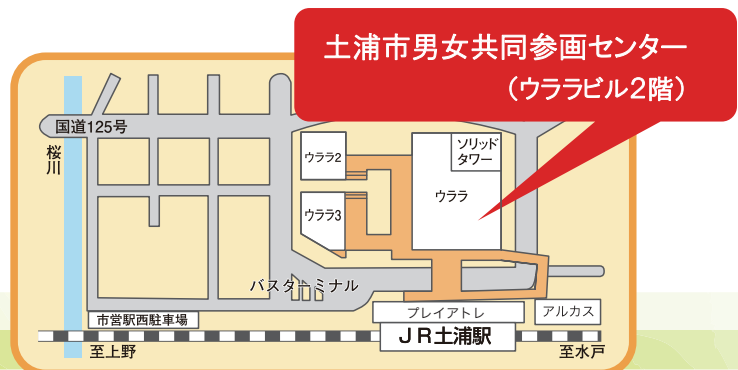 土浦市男女共同参画センター
（ウララビル2階）
国道125号
桜川
ウララ2
ソリッド
タワー
ウララ
ウララ3
バスターミナル
市営駅西駐車場
プレイアトレ
アルカス
JR土浦駅
至上野
至水戸